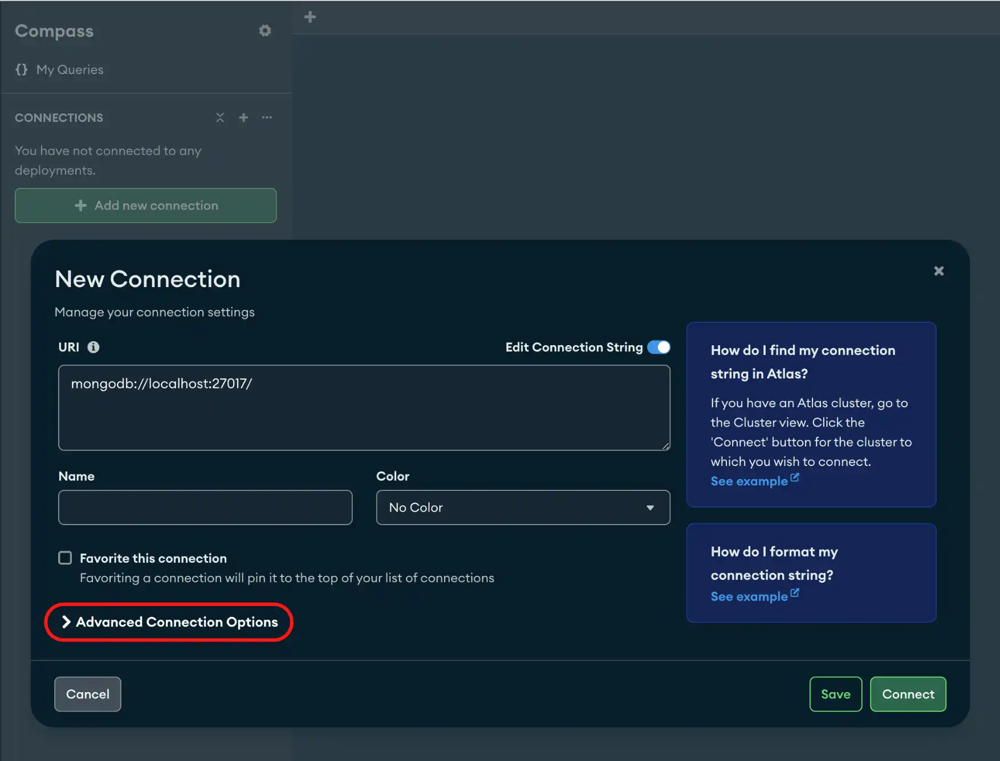 Compass
{} My Queries
CONNECTIONS
You have not connected to any
deployments.
Add new connection
New Connection
Manage your connection settings
URI
Edit Connection String
mongodb://localhost:27017/
Name
Color
No Color
Favorite this connection
Favoriting a connection will pin it to the top of your list of connections
Advanced Connection Options
How do I find my connection
string in Atlas?
If you have an Atlas cluster, go to
the Cluster view. Click the
'Connect' button for the cluster to
which you wish to connect.
See example
How do I format my
connection string?
See example
Cancel
Save
Connect